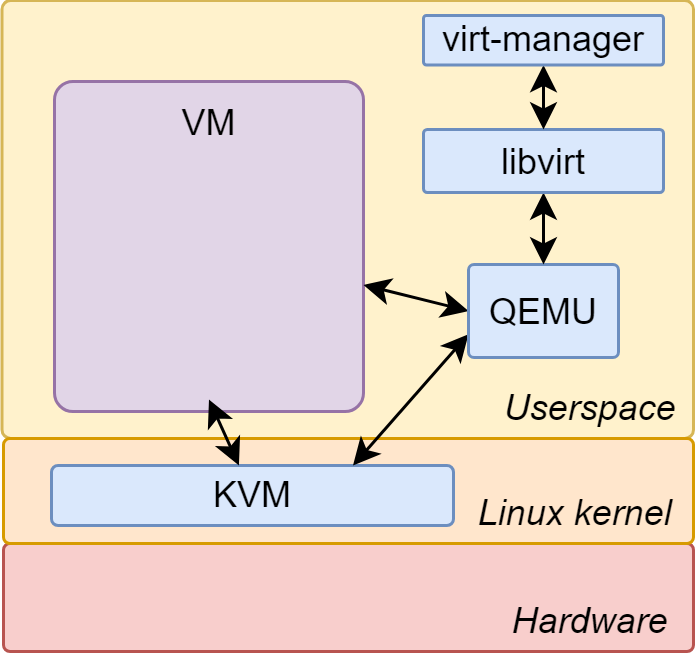 virt-manager
VM
libvirt
QEMU
Userspace
KVM
Linux kernel
Hardware